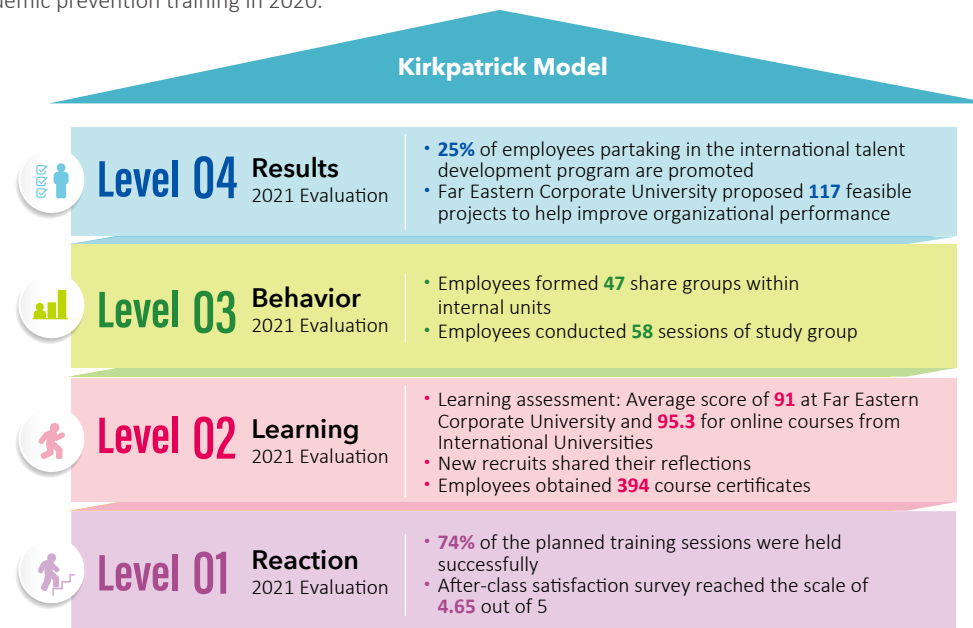 demic prevention training in 2020.
Kirkpatrick Model
Level 04
Results
2021 Evaluation
• 25% of employees partaking in the international talent
development program are promoted
• Far Eastern Corporate University proposed 117 feasible
projects to help improve organizational performance
Level 03
Behavior
2021 Evaluation
• Employees formed 47 share groups within
internal units
• Employees conducted 58 sessions of study group
Level 02
Learning
2021 Evaluation
• Learning assessment: Average score of 91 at Far Eastern
Corporate University and 95.3 for online courses from
International Universities
• New recruits shared their reflections
• Employees obtained 394 course certificates
Level 01
Reaction
2021 Evaluation
• 74% of the planned training sessions were held
successfully
• After-class satisfaction survey reached the scale of
4.65 out of 5